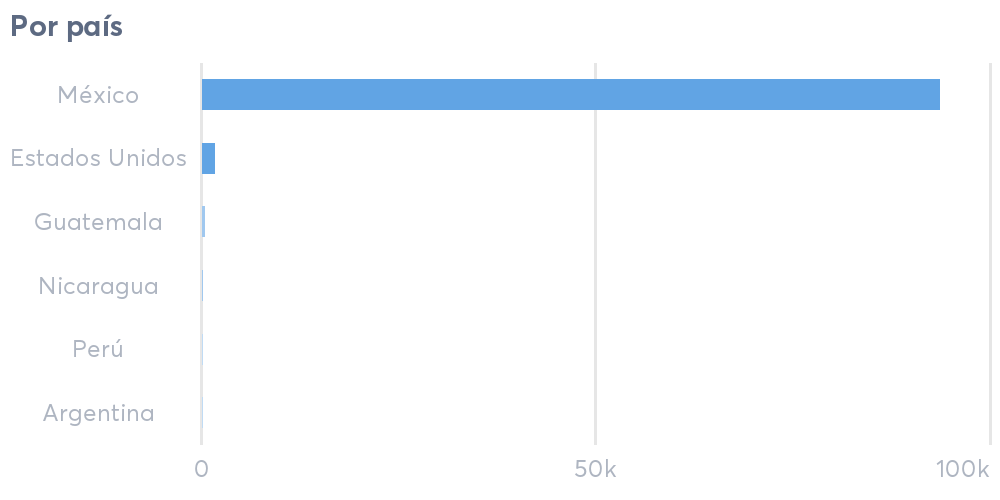 Por país
México
Estados Unidos
Guatemala
Nicaragua
Perú
Argentina
0 50k 100k